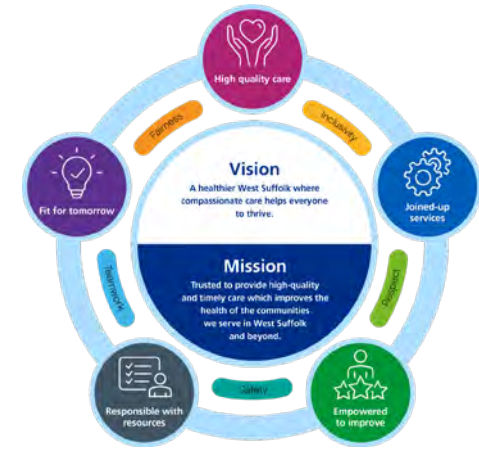 High quality care
Fairness
Inclusivity
Vision
A healthier West Suffolk where
compassionate care helps everyone
to thrive.
Fit for tomorrow
Joined-up
services
Mission
Trusted to provide high-quality
and timely care which improves the
health of the communities
we serve in West Suffolk
and beyond.
Teamwork
Respect
Safety
Responsible with
resources
Empowered
to improve